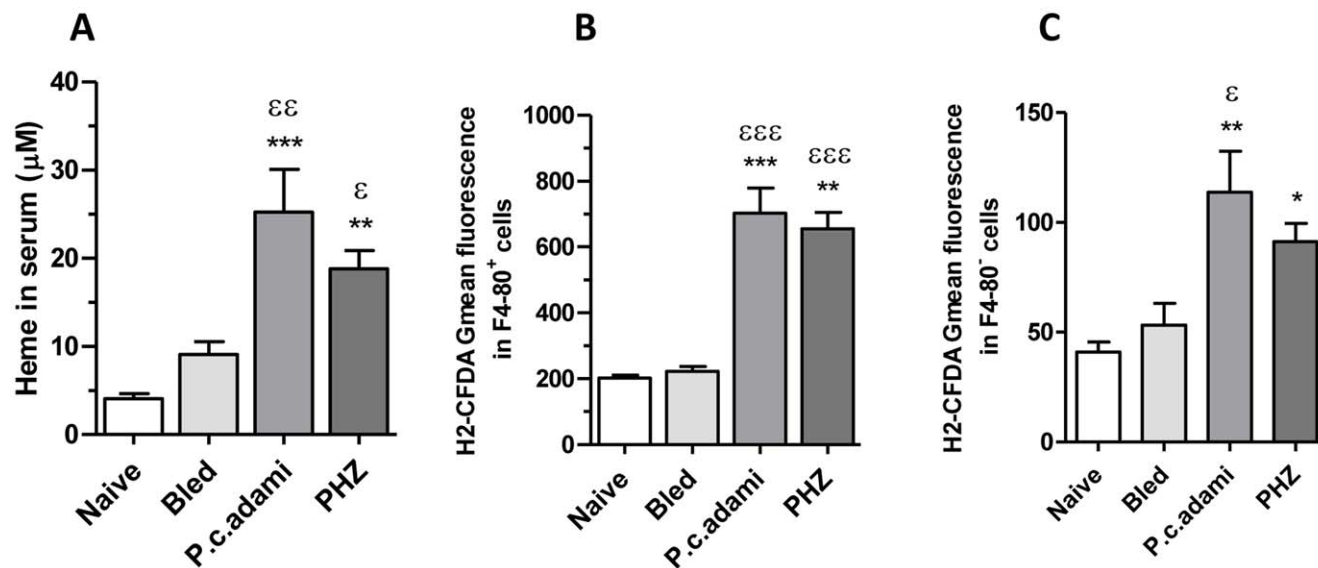 A
Heme in serum (μM)
40
30
20
10
0
εε
***
ε
**
Naive
Bled
P.c.adami
PHZ
B
H2-CFDA Gmean fluorescence
in F4-80⁺ cells
1000
800
600
400
200
0
εεε
***
εεε
**
Naive
Bled
P.c.adami
PHZ
C
H2-CFDA Gmean fluorescence
in F4-80⁻ cells
150
100
50
0
ε
**
*
Naive
Bled
P.c.adami
PHZ